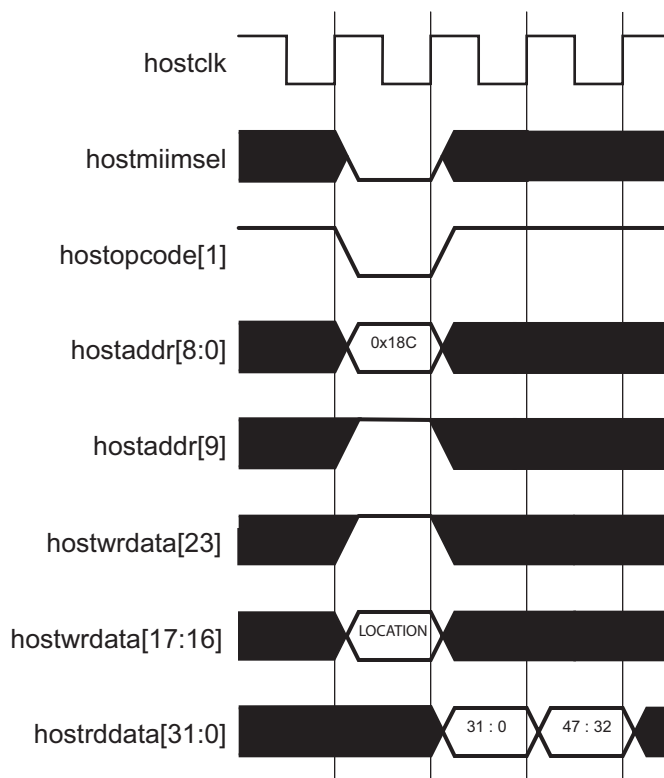 hostclk
hostmiimsel
hostopcode[1]
hostaddr[8:0]
0x18C
hostaddr[9]
hostwrdata[23]
hostwrdata[17:16]
LOCATION
hostrddata[31:0]
31 : 0
47 : 32